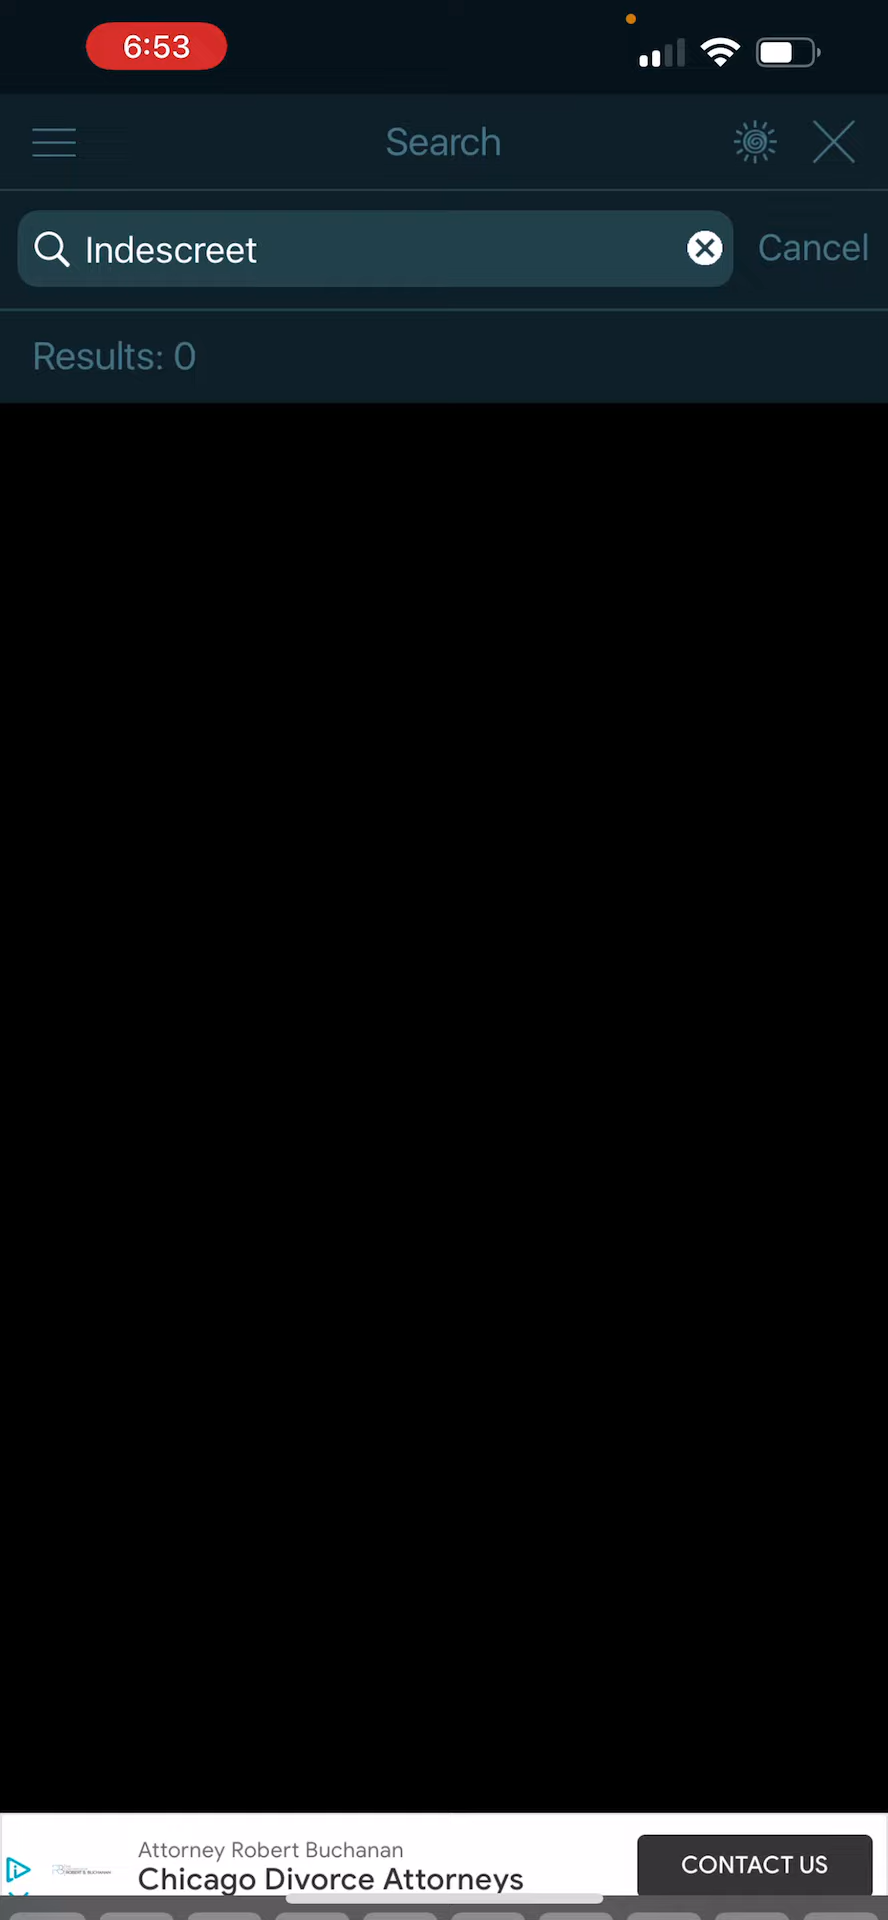 6:53
Search
Indescreet
Cancel
Results: 0
Attorney Robert Buchanan
Chicago Divorce Attorneys
CONTACT US